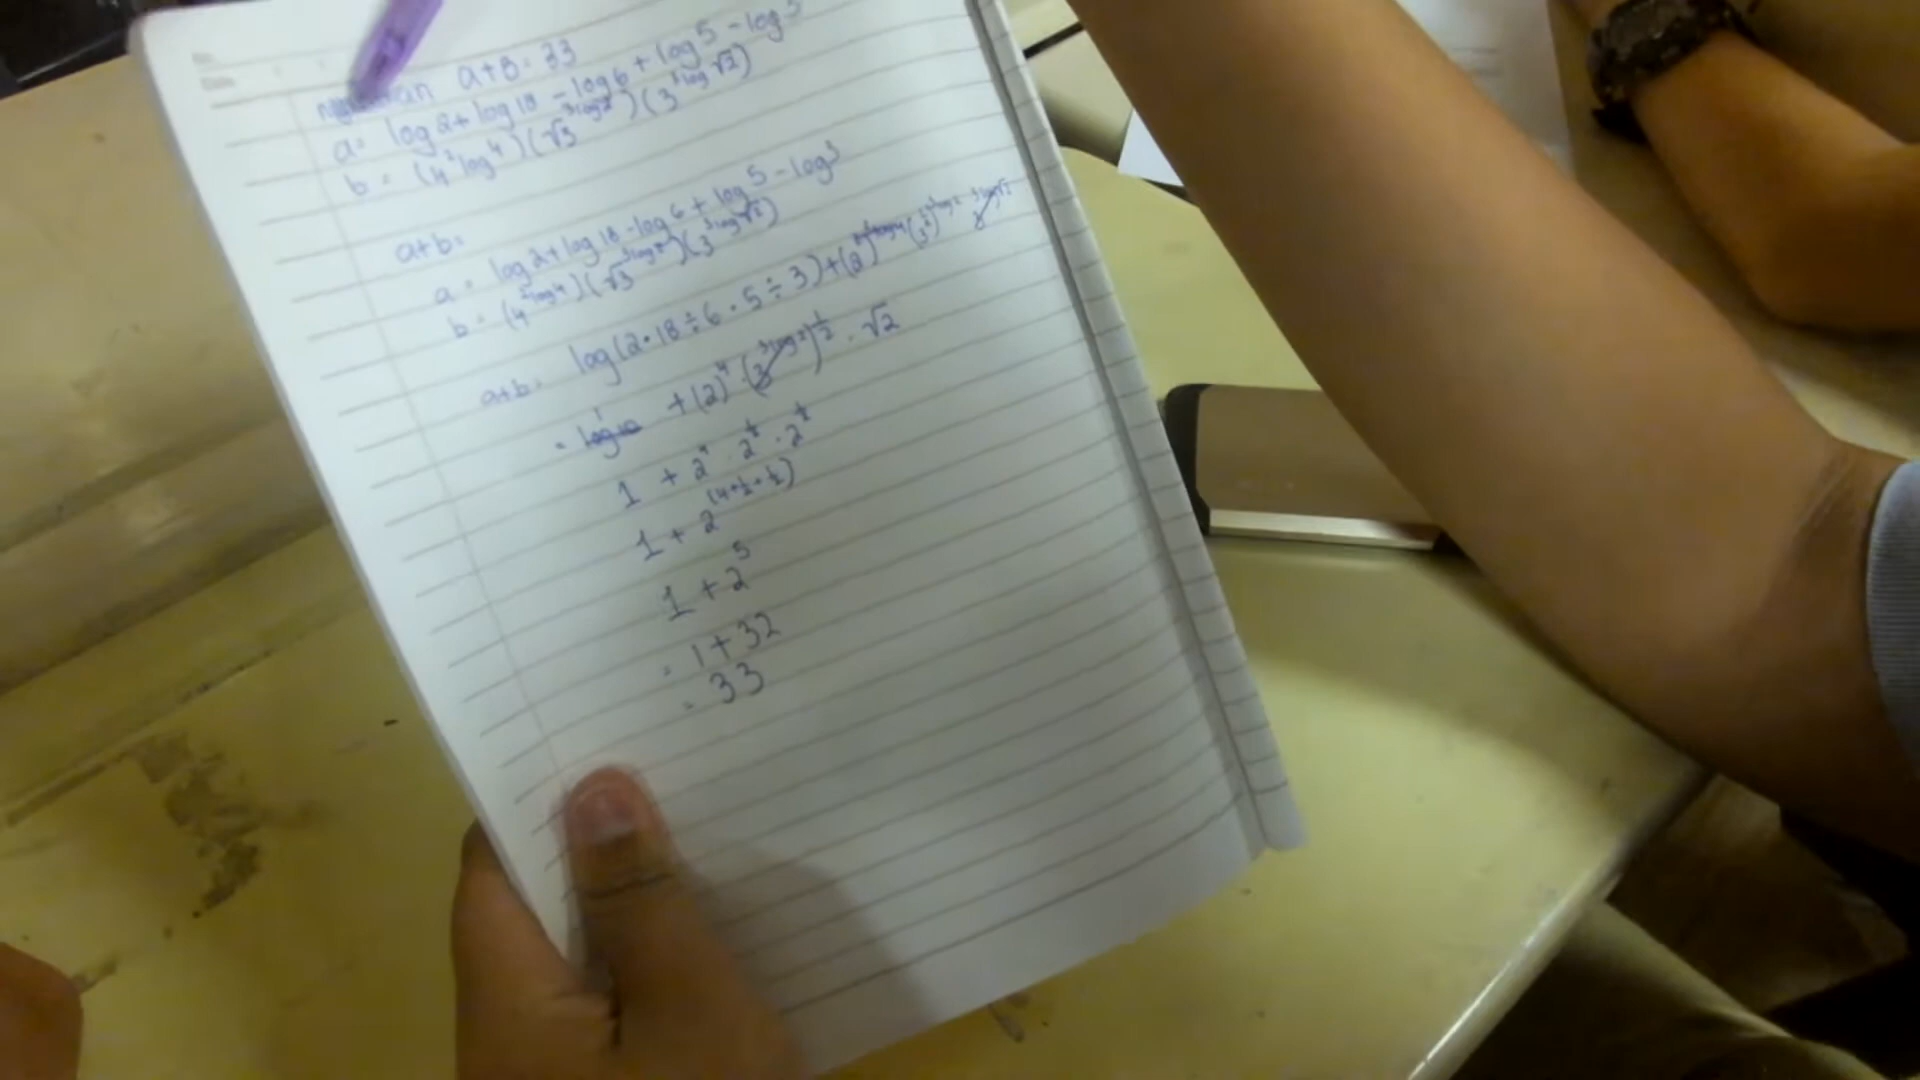 a+B = 33
a = log 2 + log 18 - log 6 + log 5 - log 3
b = (4^²log 4)(√3^³log 2)(3^³log √2)
a+b =
a = log 2 + log 18 - log 6 + log 5 - log 3
b = (4^²log 4)(√3^³log 2)(3^³log √2)
a+b = log (2 • 18 ÷ 6 • 5 ÷ 3) + (2
= log 10 1 + (2)^4 · (3^³log 2)^½ · √2
1 + 2^4 2^½ · 2^½
1 + 2^(4+½+½)
1 + 2^5
= 1 + 32
= 33